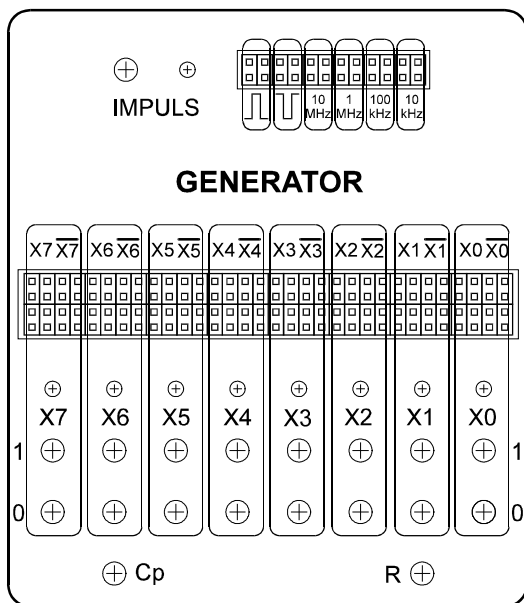 IMPULS
10 MHz 1 MHz 100 kHz 10 kHz
GENERATOR
X7 X̅7̅ X6 X̅6̅ X5 X̅5̅ X4 X̅4̅ X3 X̅3̅ X2 X̅2̅ X1 X̅1̅ X0 X̅0̅
X7 X6 X5 X4 X3 X2 X1 X0
1 1
0 0
Cp R